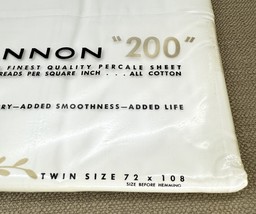 NNON "200"
FINEST QUALITY PERCALE SHEET
READS PER SQUARE INCH . . . ALL COTTON
RY—ADDED SMOOTHNESS—ADDED LIFE
TWIN SIZE 72 x 108
SIZE BEFORE HEMMING